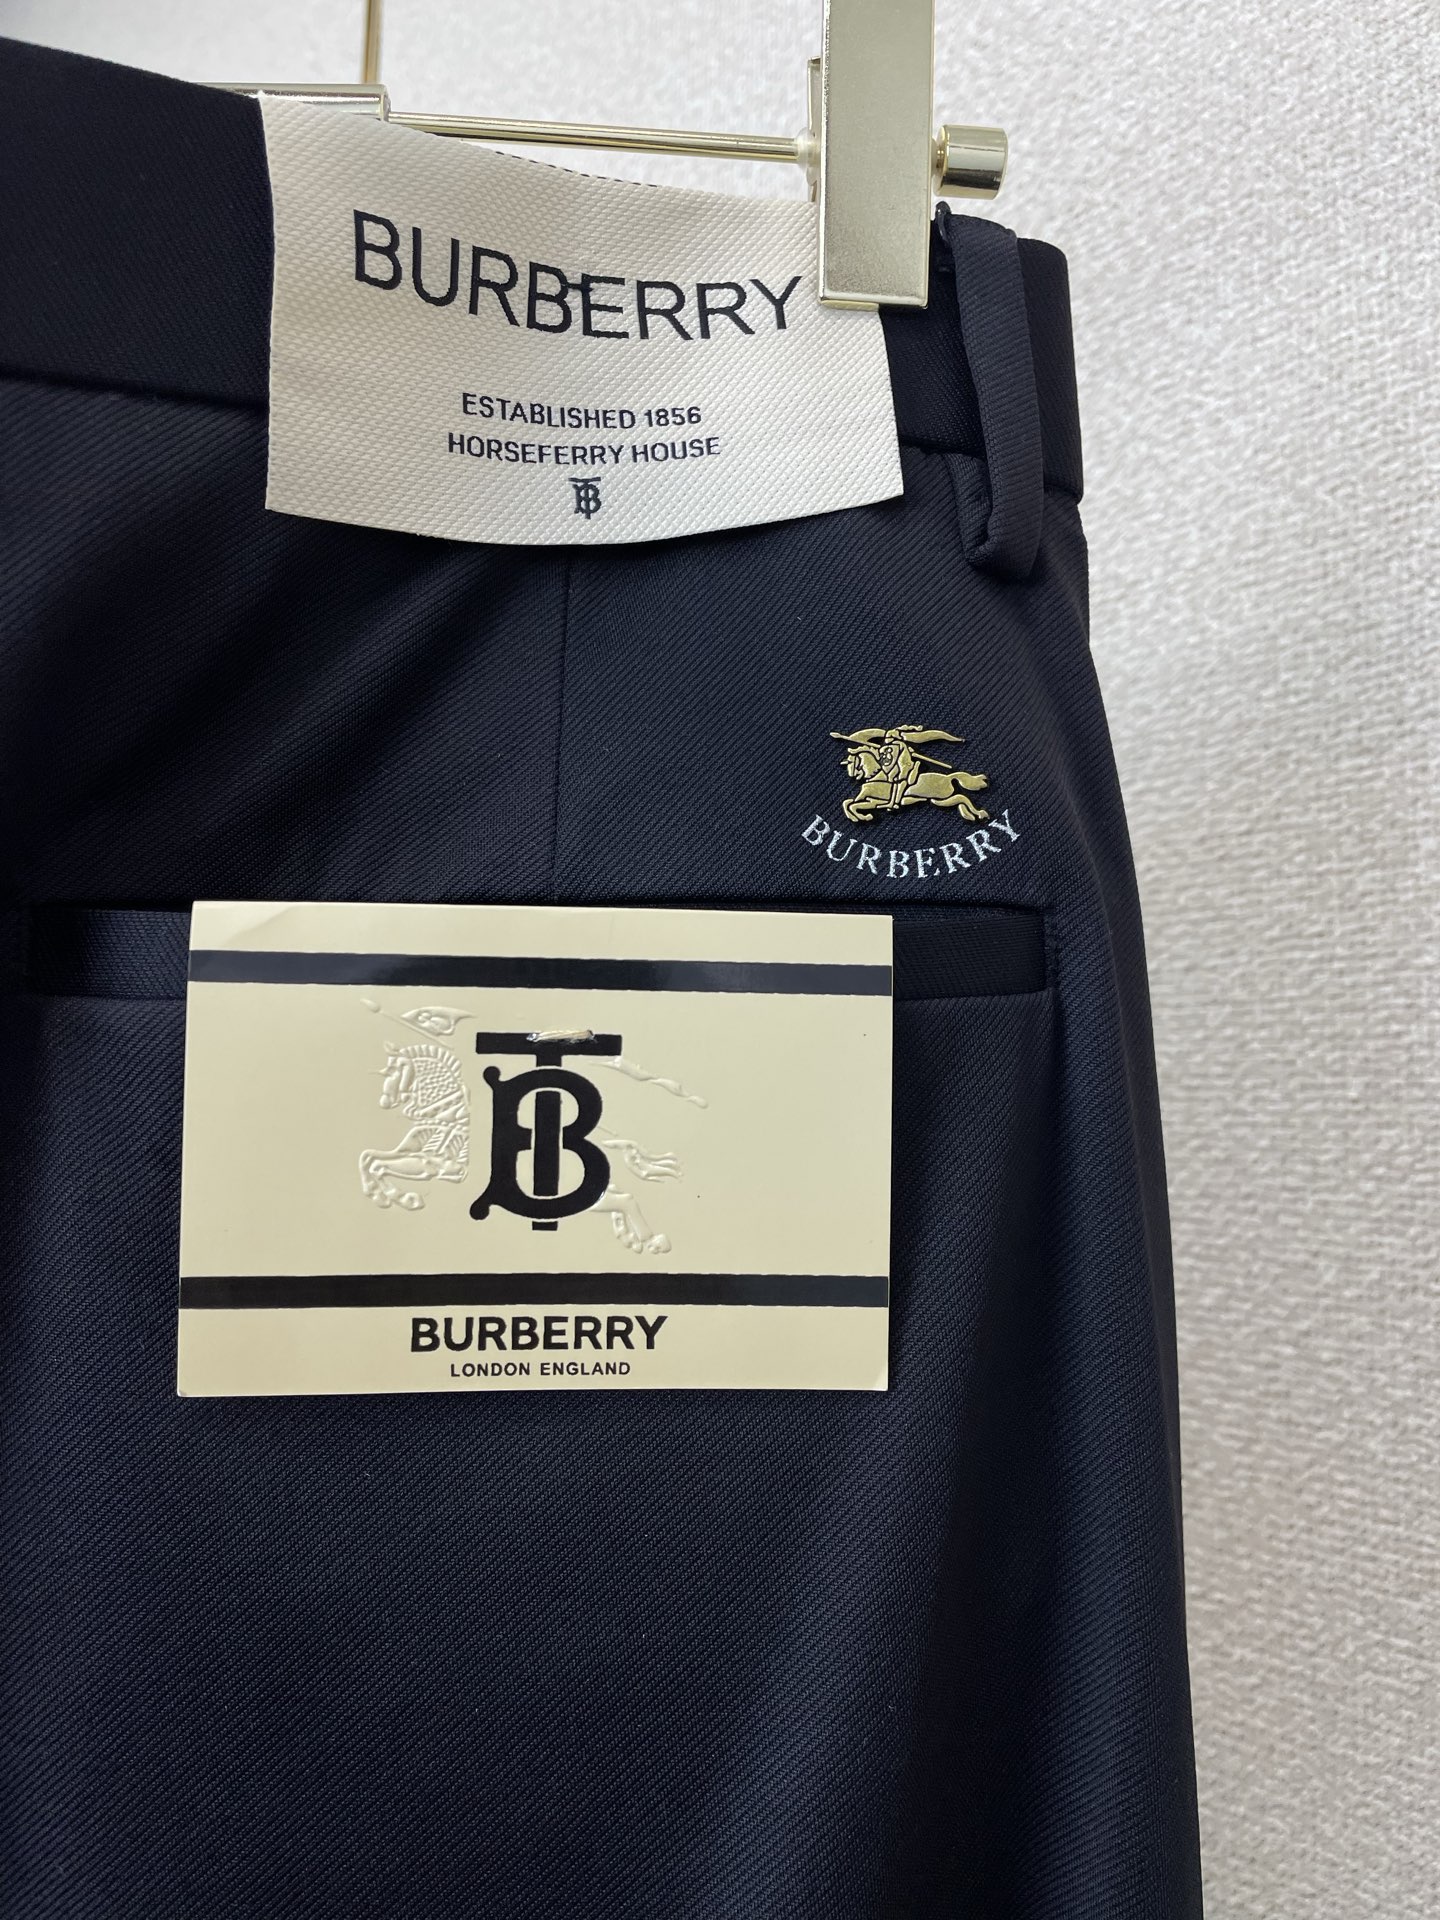 BURBERRY
ESTABLISHED 1856
HORSEFERRY HOUSE
TB
BURBERRY
TB
BURBERRY
LONDON ENGLAND